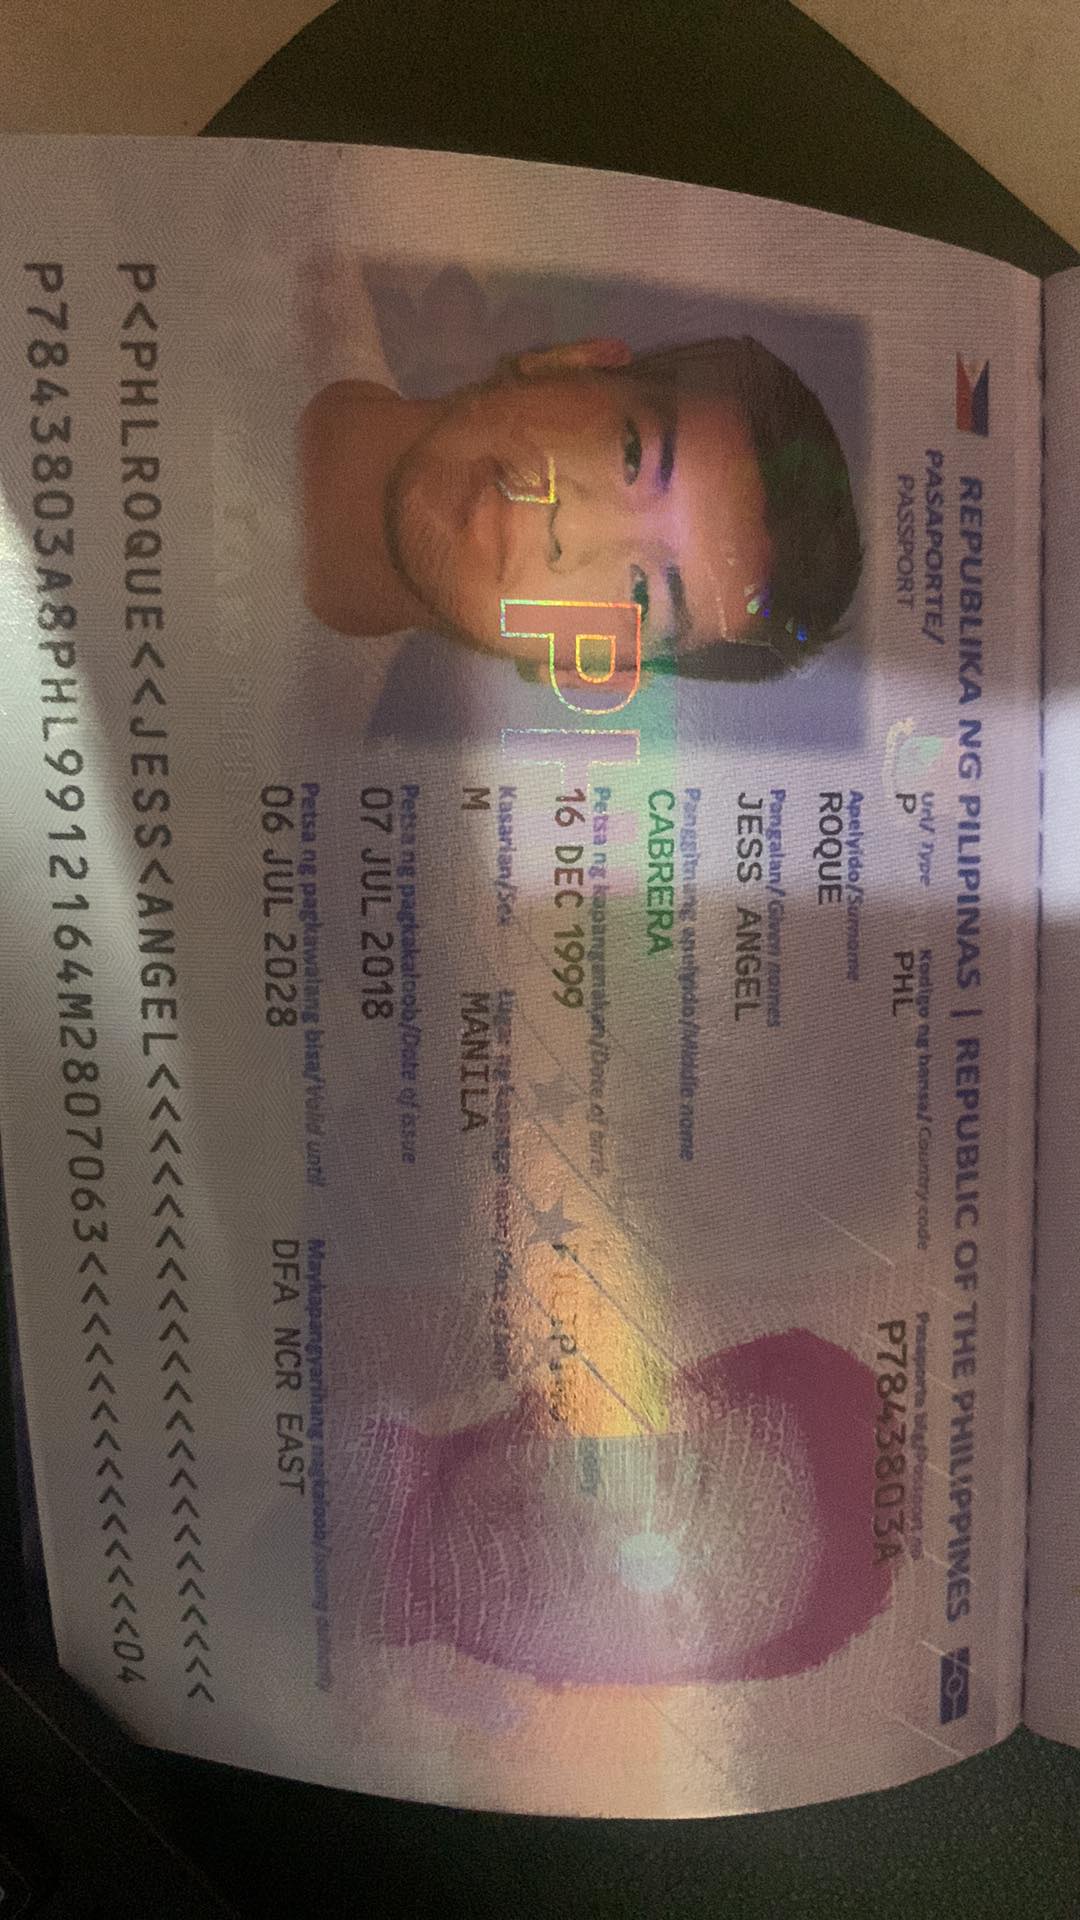 REPUBLIKA NG PILIPINAS | REPUBLIC OF THE PHILIPPINES
PASAPORTE/
PASSPORT
Uri/ Type
Kodigo ng bansa/ Country code
Pasaporte blg/Passport no.
P
PHL
P7843803A
Apelyido/Surname
ROQUE
Pangalan/Given names
JESS ANGEL
Panggitnang apelyido/Middle name
CABRERA
Petsa ng kapanganakan/Date of birth
16 DEC 1999
Kasarian/Sex
Lugar ng kapanganakan/Place of birth
M
MANILA
Petsa ng pagkakaloob/Date of issue
07 JUL 2018
Petsa ng pagkawalang bisa/Valid until
Maykapangyarihang nagkaloob/Issuing authority
06 JUL 2028
DFA NCR EAST
P<PHLROQUE<<JESS<ANGEL<<<<<<<<<<<<<<<<<<<<<<
P7843803A8PHL9912164M2807063<<<<<<<<<<<<<<04